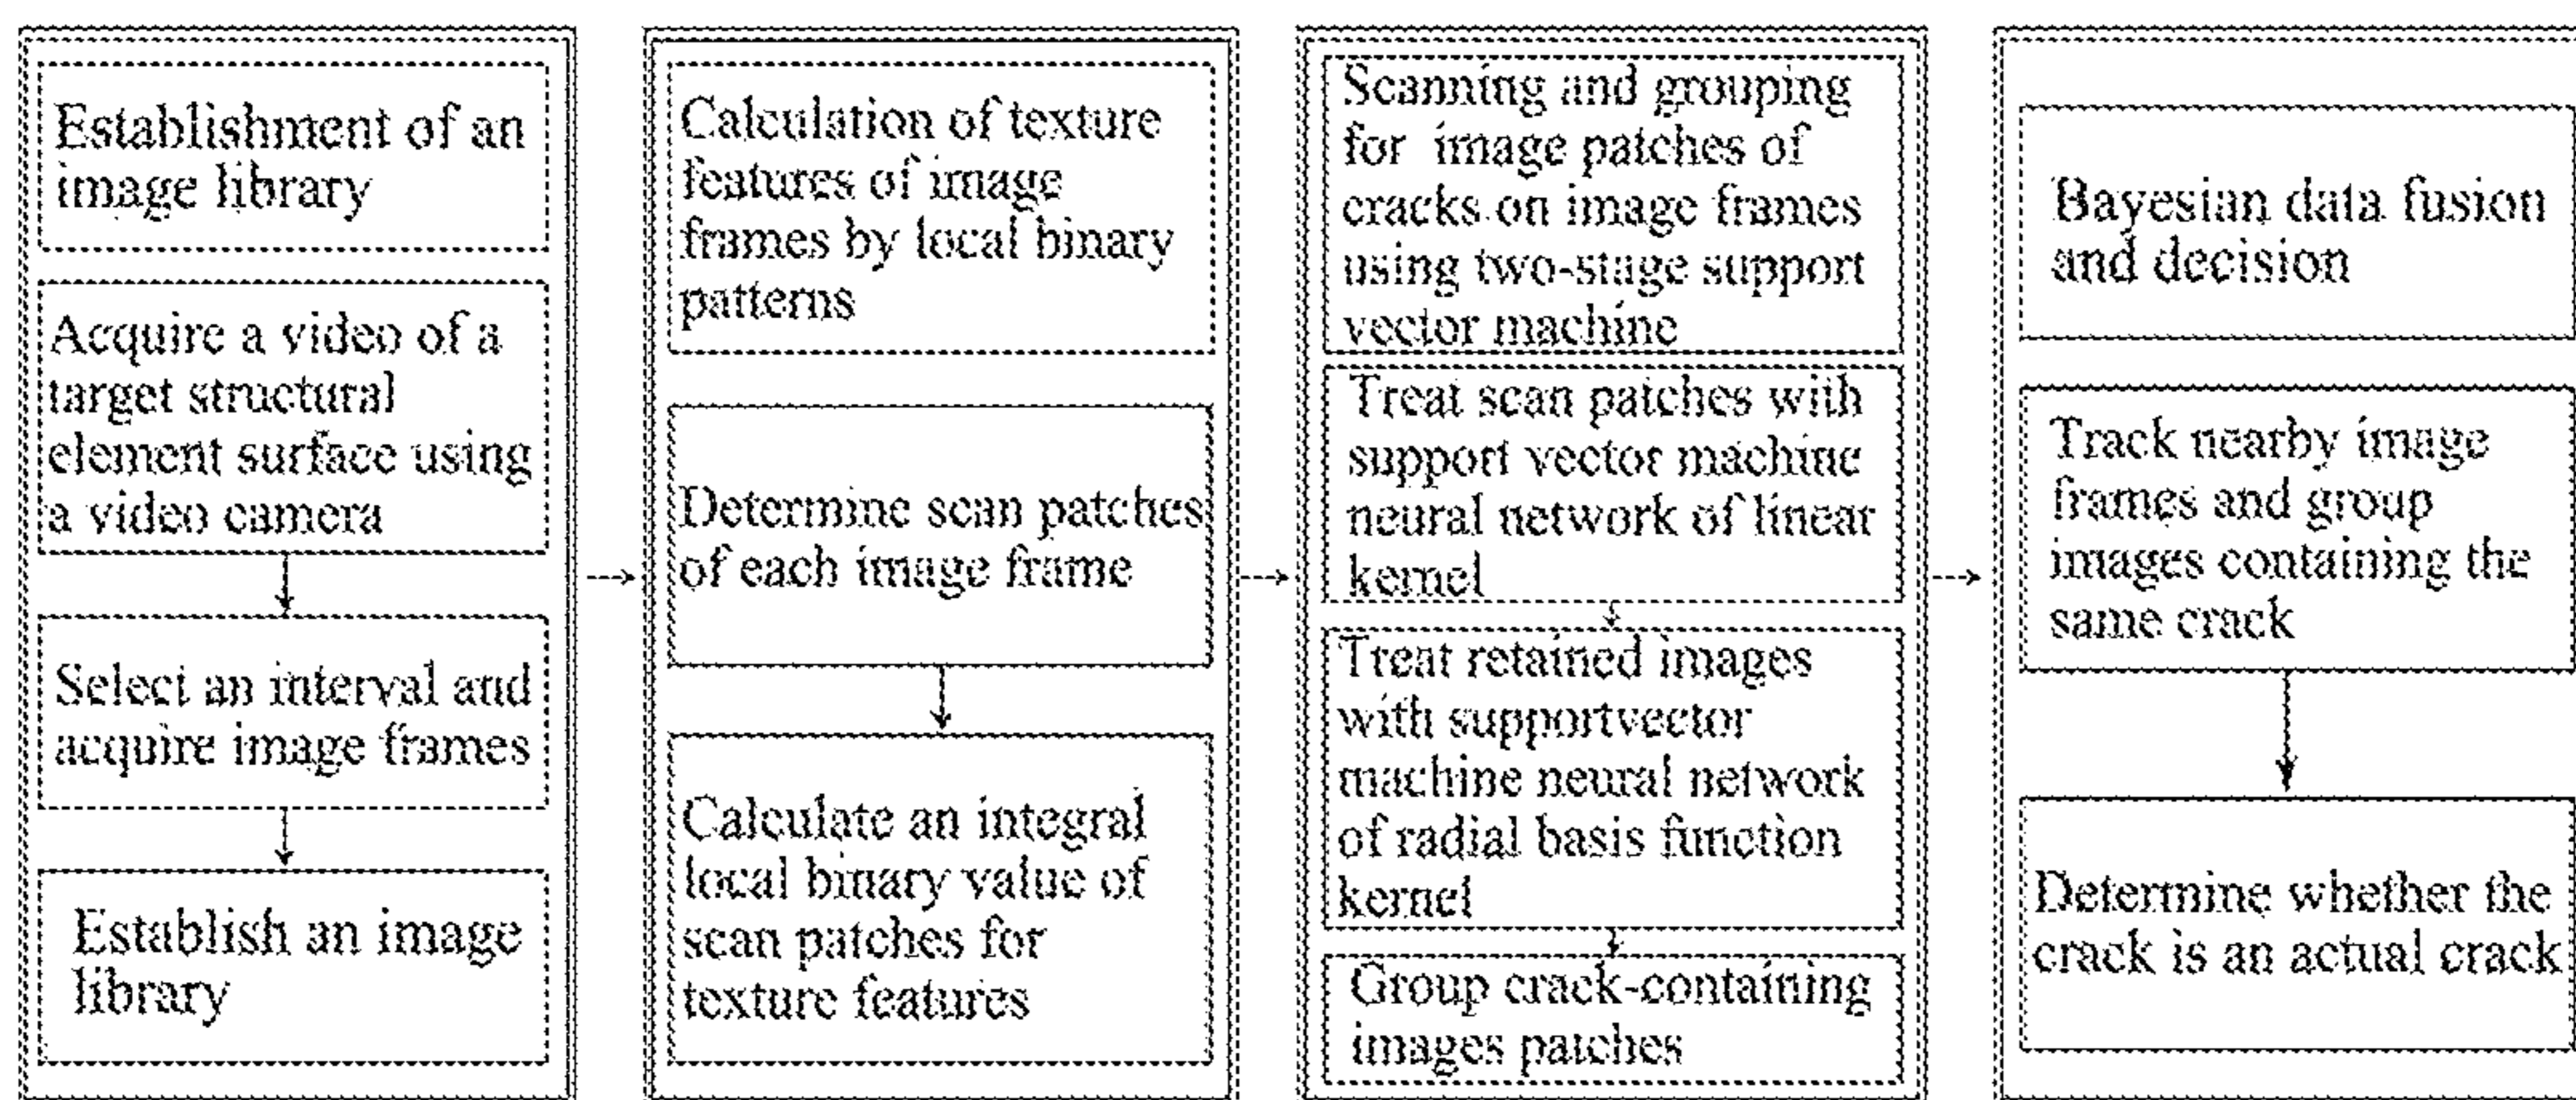 Establishment of an
image library
Acquire a video of a
target structural
element surface using
a video camera
Select an interval and
acquire image frames
Establish an image
library
Calculation of texture
features of image
frames by local binary
patterns
Determine scan patches
of each image frame
Calculate an integral
local binary value of
scan patches for
texture features
Scanning and grouping
for image patches of
cracks on image frames
using two-stage support
vector machine
Treat scan patches with
support vector machine
neural network of linear
kernel
Treat retained images
with supportvector
machine neural network
of radial basis function
kernel
Group crack-containing
images patches
Bayesian data fusion
and decision
Track nearby image
frames and group
images containing the
same crack
Determine whether the
crack is an actual crack